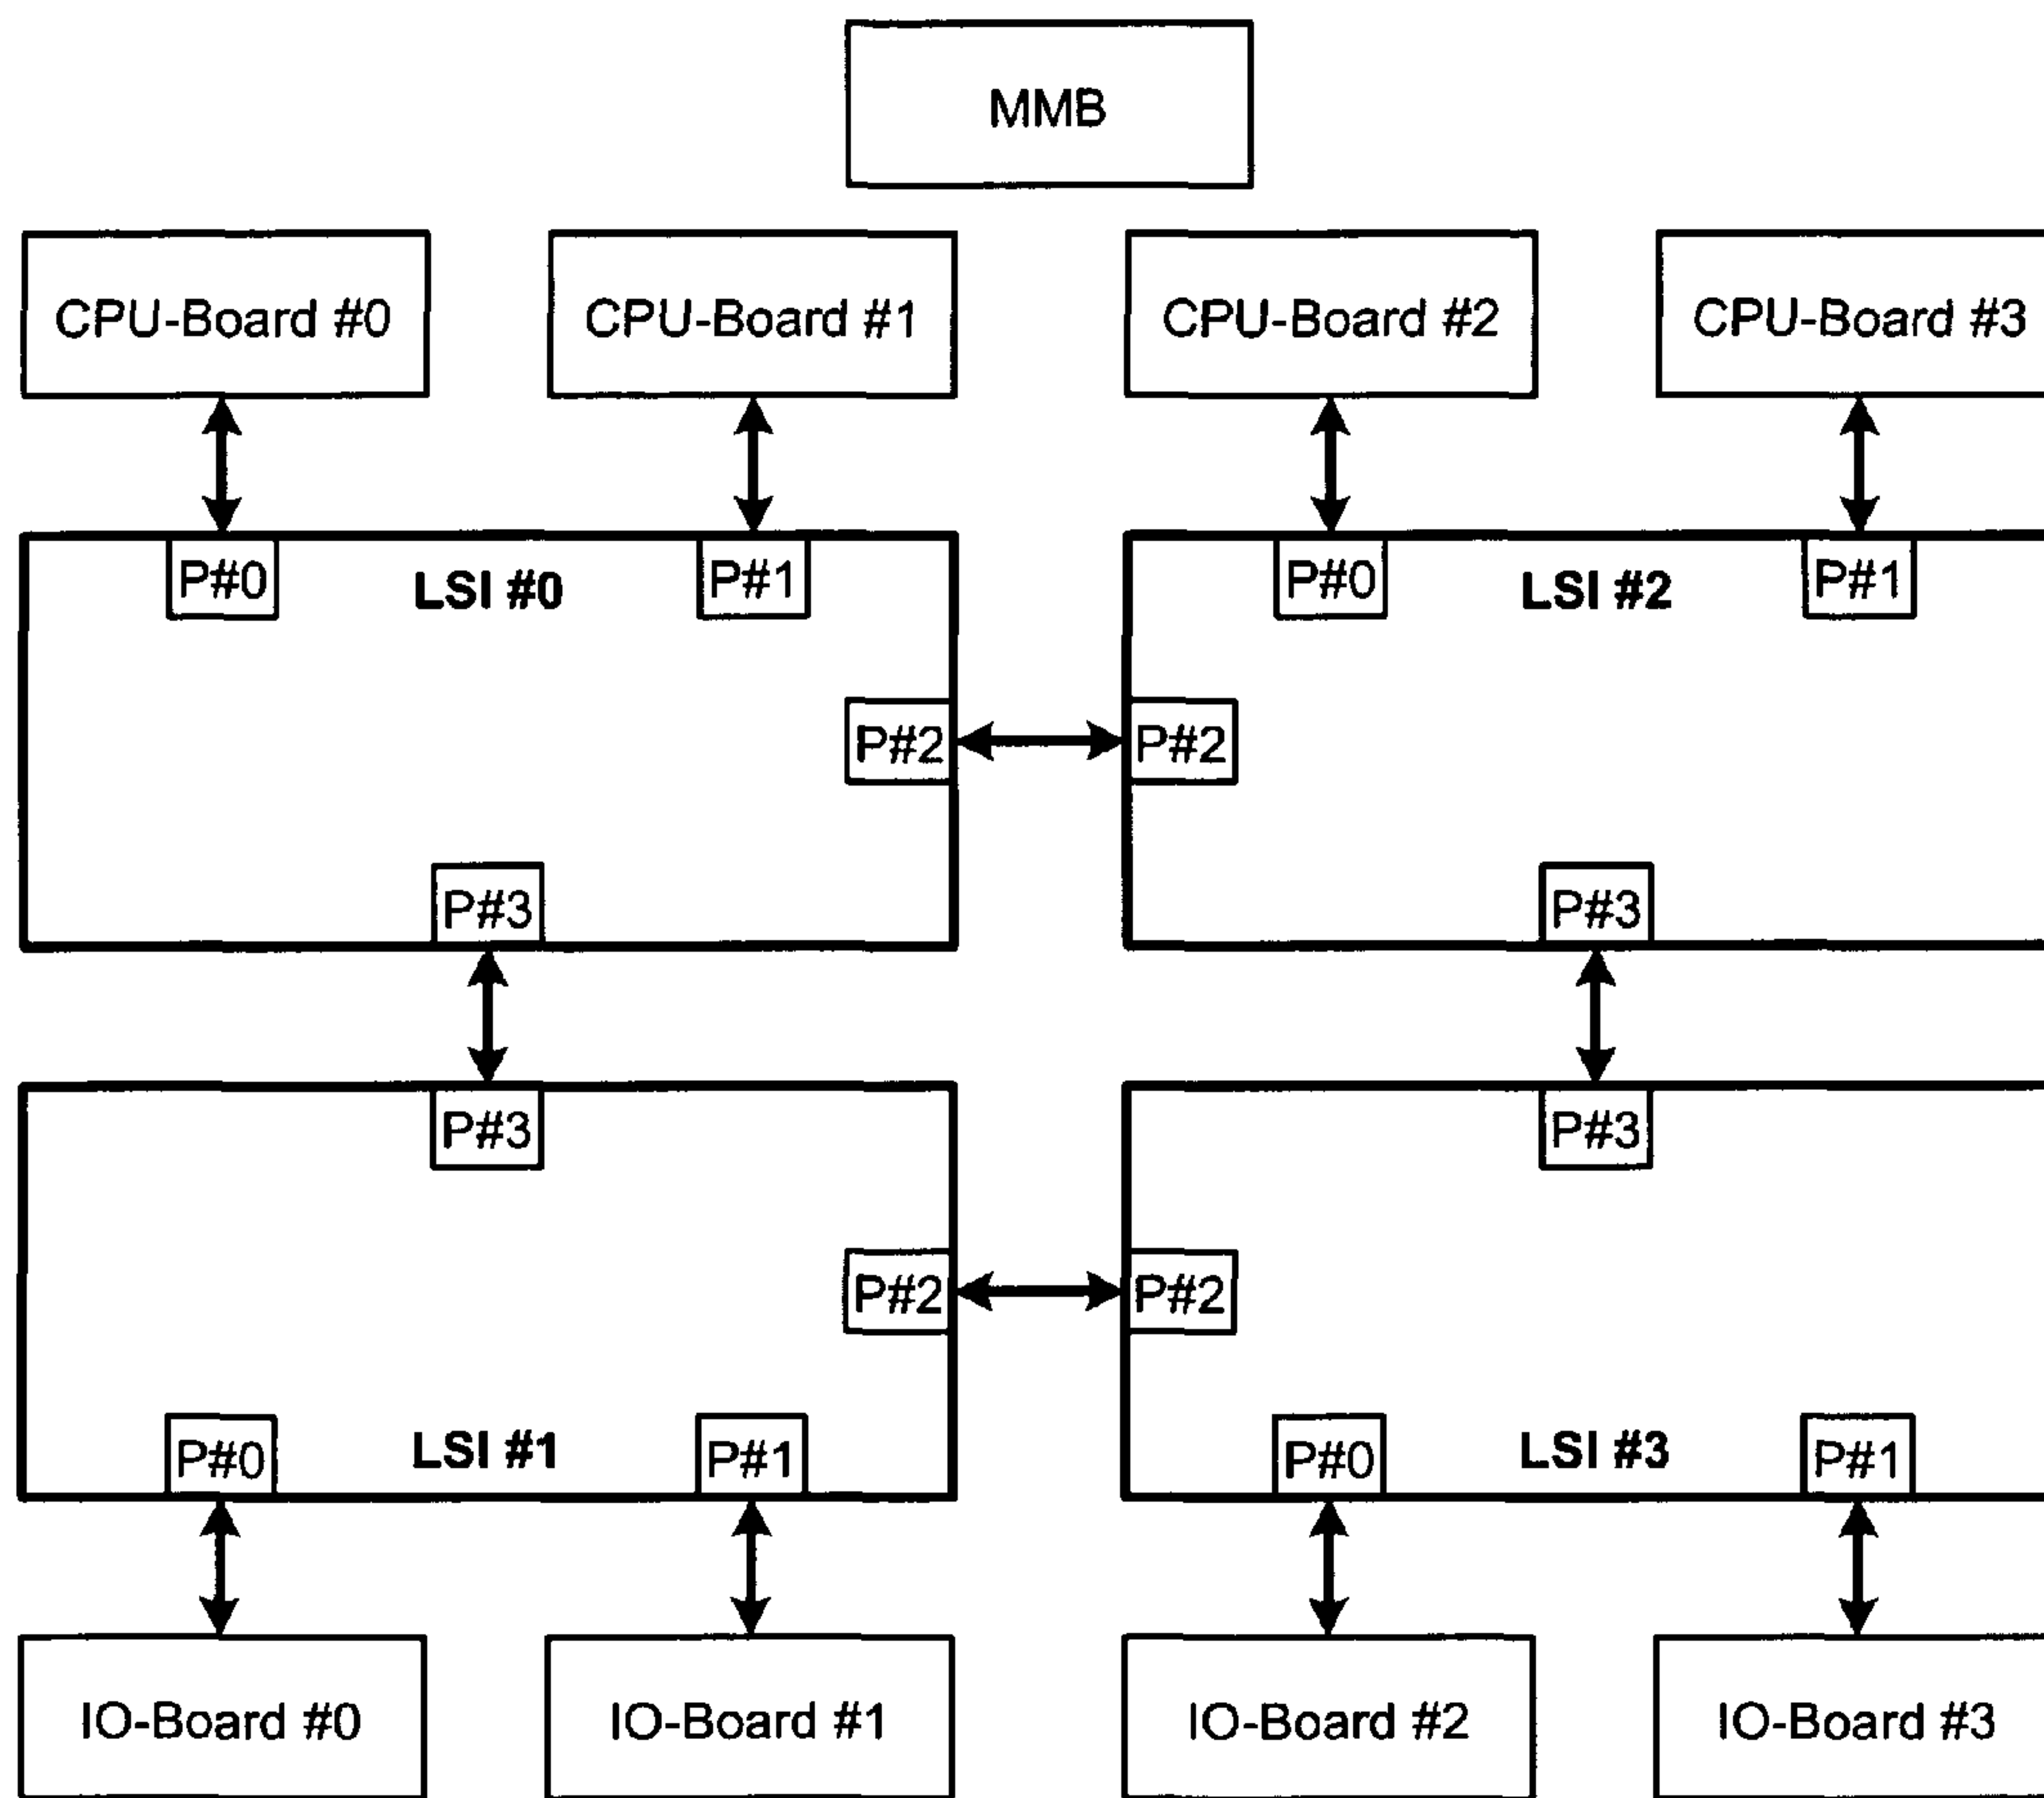 MMB
CPU-Board #0
CPU-Board #1
CPU-Board #2
CPU-Board #3
P#0
LSI #0
P#1
P#0
LSI #2
P#1
P#2
P#2
P#3
P#3
P#3
P#3
P#2
P#2
P#0
LSI #1
P#1
P#0
LSI #3
P#1
IO-Board #0
IO-Board #1
IO-Board #2
IO-Board #3